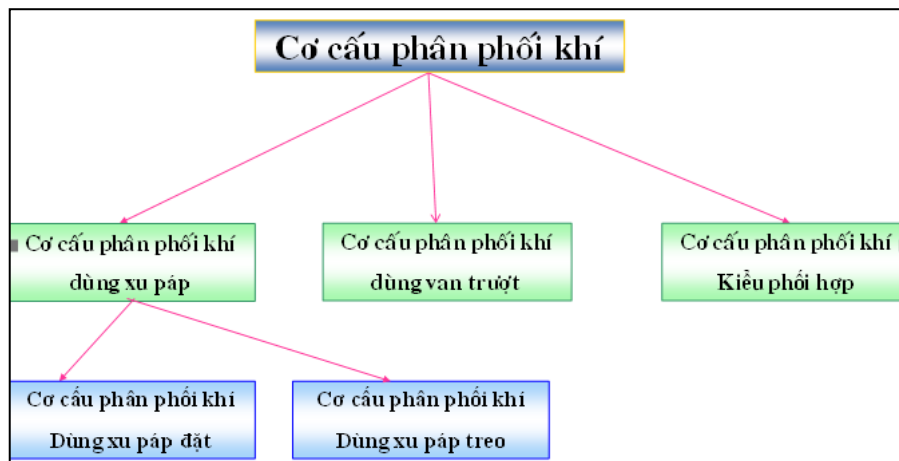 Cơ cấu phân phối khí
Cơ cấu phân phối khí
dùng xu páp
Cơ cấu phân phối khí
dùng van trượt
Cơ cấu phân phối khí
Kiểu phối hợp
Cơ cấu phân phối khí
Dùng xu páp đặt
Cơ cấu phân phối khí
Dùng xu páp treo